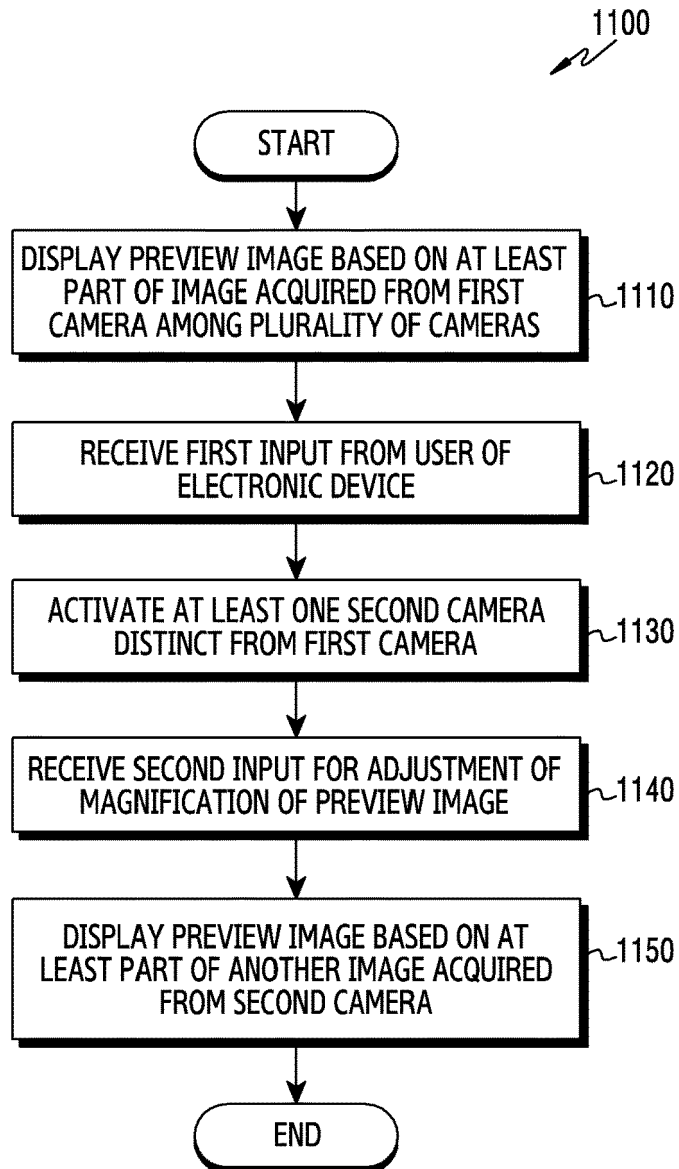 1100
START
DISPLAY PREVIEW IMAGE BASED ON AT LEAST
PART OF IMAGE ACQUIRED FROM FIRST
CAMERA AMONG PLURALITY OF CAMERAS
1110
RECEIVE FIRST INPUT FROM USER OF
ELECTRONIC DEVICE
1120
ACTIVATE AT LEAST ONE SECOND CAMERA
DISTINCT FROM FIRST CAMERA
1130
RECEIVE SECOND INPUT FOR ADJUSTMENT OF
MAGNIFICATION OF PREVIEW IMAGE
1140
DISPLAY PREVIEW IMAGE BASED ON AT
LEAST PART OF ANOTHER IMAGE ACQUIRED
FROM SECOND CAMERA
1150
END